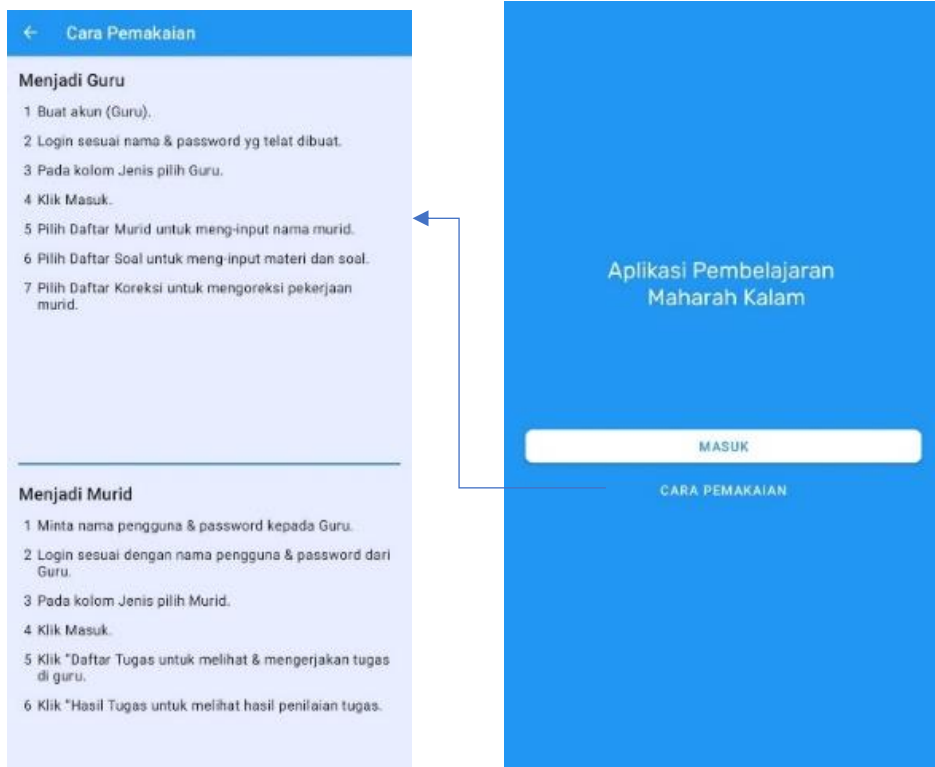 Cara Pemakaian
Menjadi Guru
1 Buat akun (Guru).
2 Login sesuai nama & password yg telat dibuat.
3 Pada kolom Jenis pilih Guru.
4 Klik Masuk.
5 Pilih Daftar Murid untuk meng-input nama murid.
6 Pilih Daftar Soal untuk meng-input materi dan soal.
7 Pilih Daftar Koreksi untuk mengoreksi pekerjaan
murid.
Menjadi Murid
1 Minta nama pengguna & password kepada Guru.
2 Login sesuai dengan nama pengguna & password dari
Guru.
3 Pada kolom Jenis pilih Murid.
4 Klik Masuk.
5 Klik "Daftar Tugas untuk melihat & mengerjakan tugas
di guru.
6 Klik "Hasil Tugas untuk melihat hasil penilaian tugas.
Aplikasi Pembelajaran
Maharah Kalam
MASUK
CARA PEMAKAIAN